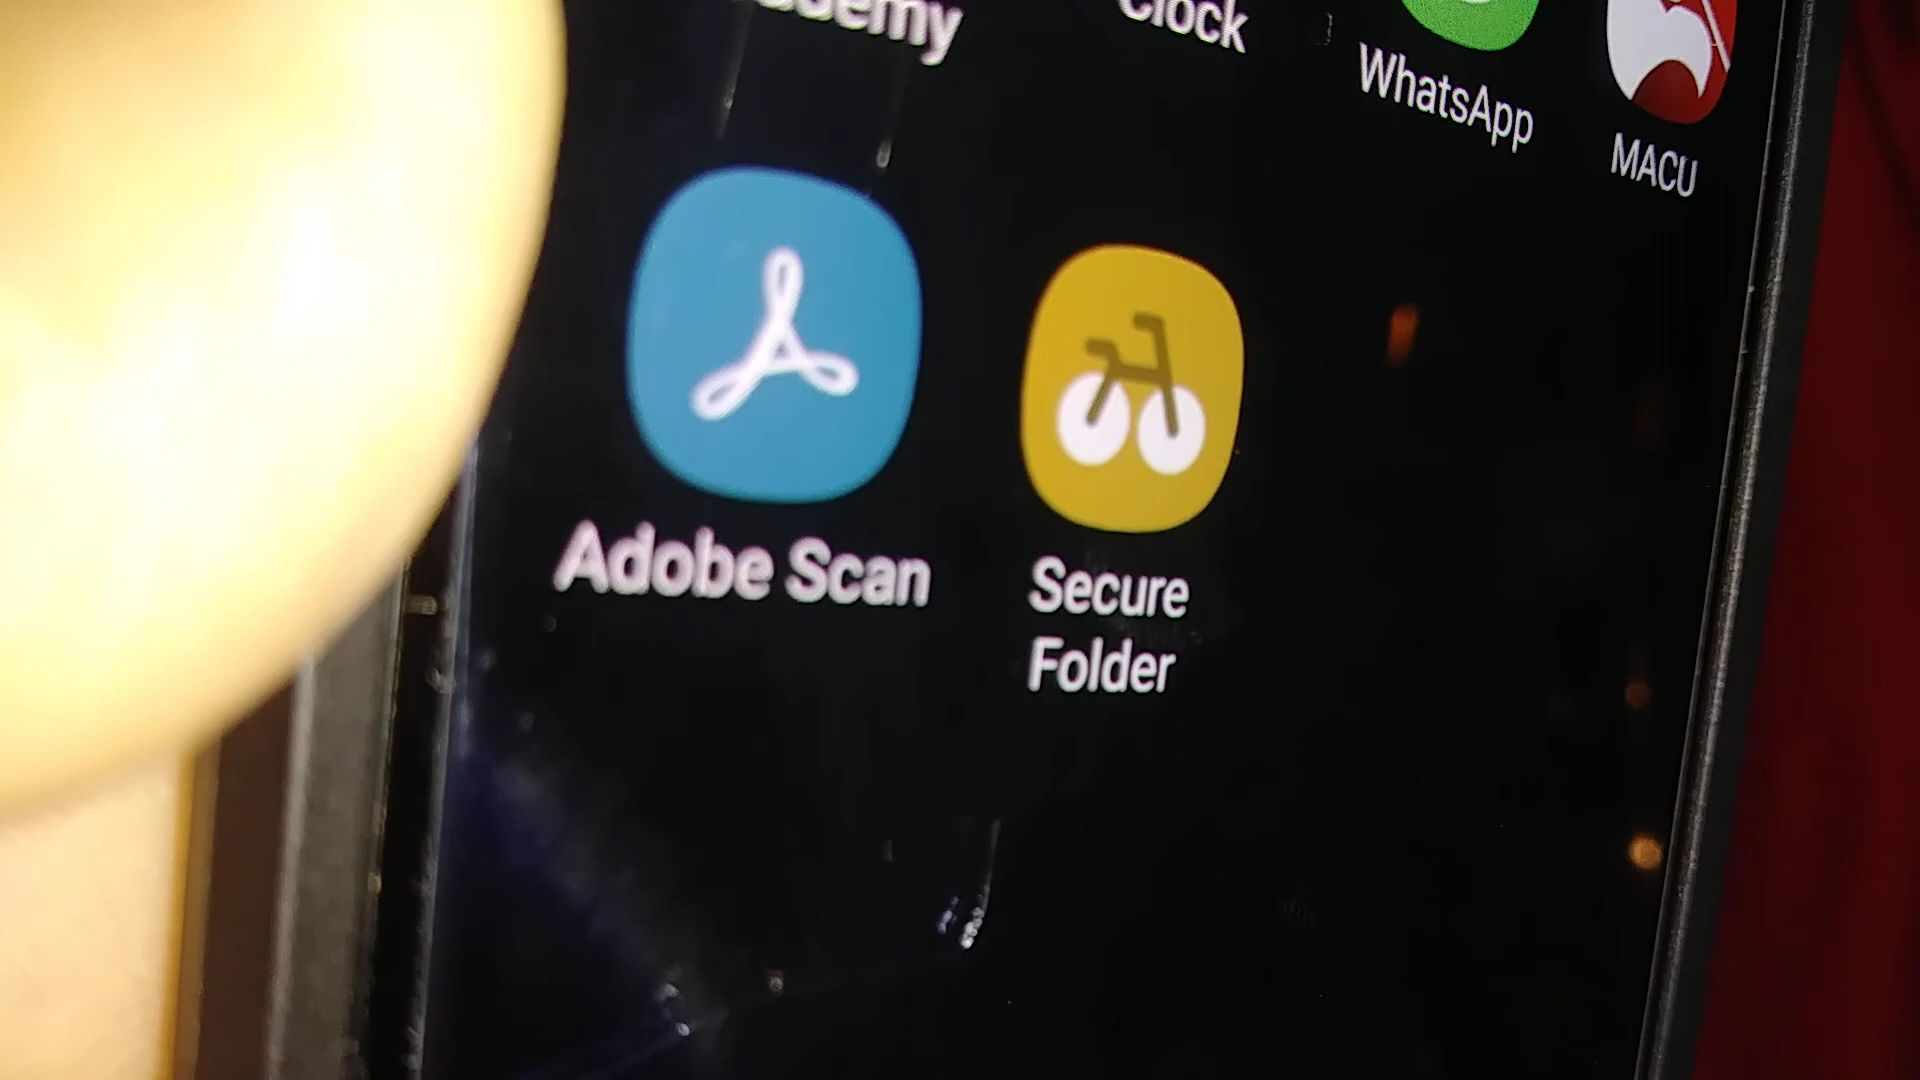 Clock
WhatsApp
MACU
Adobe Scan
Secure
Folder